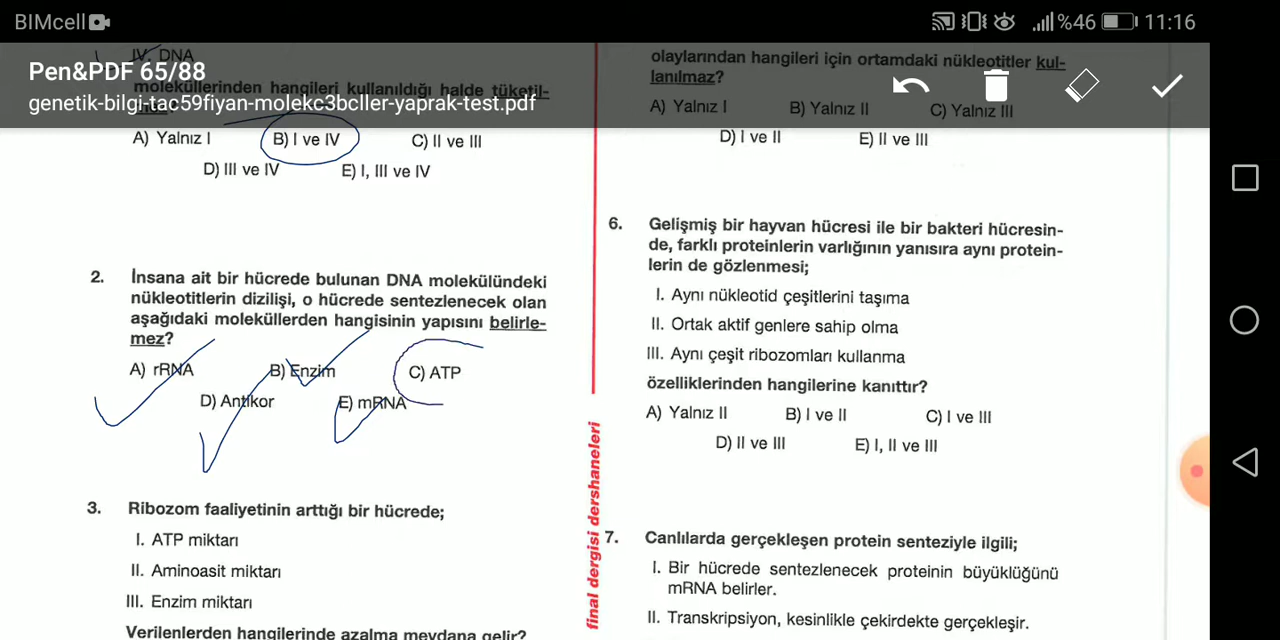 BIMcell
%46 11:16
IV. DNA
Pen&PDF 65/88
moleküllerinden hangileri kullanıldığı halde tüketil-
genetik-bilgi-tac59fiyan-molekc3bcller-yaprak-test.pdf
A) Yalnız I B) I ve IV C) II ve III
D) III ve IV E) I, III ve IV
2. İnsana ait bir hücrede bulunan DNA molekülündeki
nükleotitlerin dizilişi, o hücrede sentezlenecek olan
aşağıdaki moleküllerden hangisinin yapısını belirle-
mez?
A) rRNA B) Enzim C) ATP
D) Antikor E) mRNA
3. Ribozom faaliyetinin arttığı bir hücrede;
I. ATP miktarı
II. Aminoasit miktarı
III. Enzim miktarı
Verilenlerden hangilerinde azalma meydana gelir?
final dergisi dershaneleri
olaylarından hangileri için ortamdaki nükleotitler kul-
lanılmaz?
A) Yalnız I B) Yalnız II C) Yalnız III
D) I ve II E) II ve III
6. Gelişmiş bir hayvan hücresi ile bir bakteri hücresin-
de, farklı proteinlerin varlığının yanısıra aynı protein-
lerin de gözlenmesi;
I. Aynı nükleotid çeşitlerini taşıma
II. Ortak aktif genlere sahip olma
III. Aynı çeşit ribozomları kullanma
özelliklerinden hangilerine kanıttır?
A) Yalnız II B) I ve II C) I ve III
D) II ve III E) I, II ve III
7. Canlılarda gerçekleşen protein senteziyle ilgili;
I. Bir hücrede sentezlenecek proteinin büyüklüğünü
mRNA belirler.
II. Transkripsiyon, kesinlikle çekirdekte gerçekleşir.